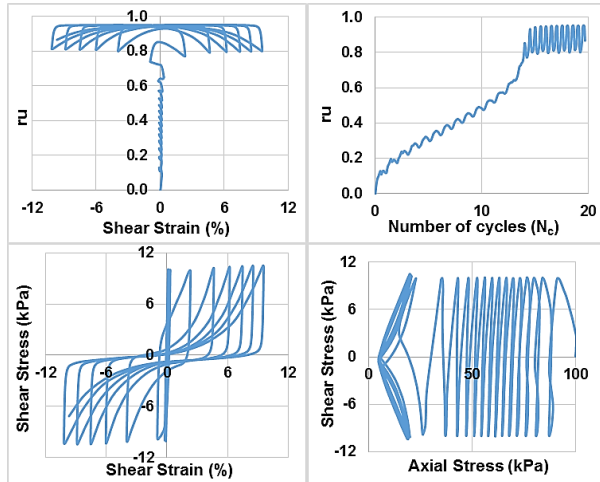 1.0
0.8
0.6
0.4
0.2
0.0
ru
-12 -6 0 6 12
Shear Strain (%)
1.0
0.8
0.6
0.4
0.2
0.0
ru
0 10 20
Number of cycles (Nc)
12
6
0
-6
-12
Shear Stress (kPa)
-12 -6 0 6 12
Shear Strain (%)
12
6
0
-6
-12
Shear Stress (kPa)
0 50 100
Axial Stress (kPa)